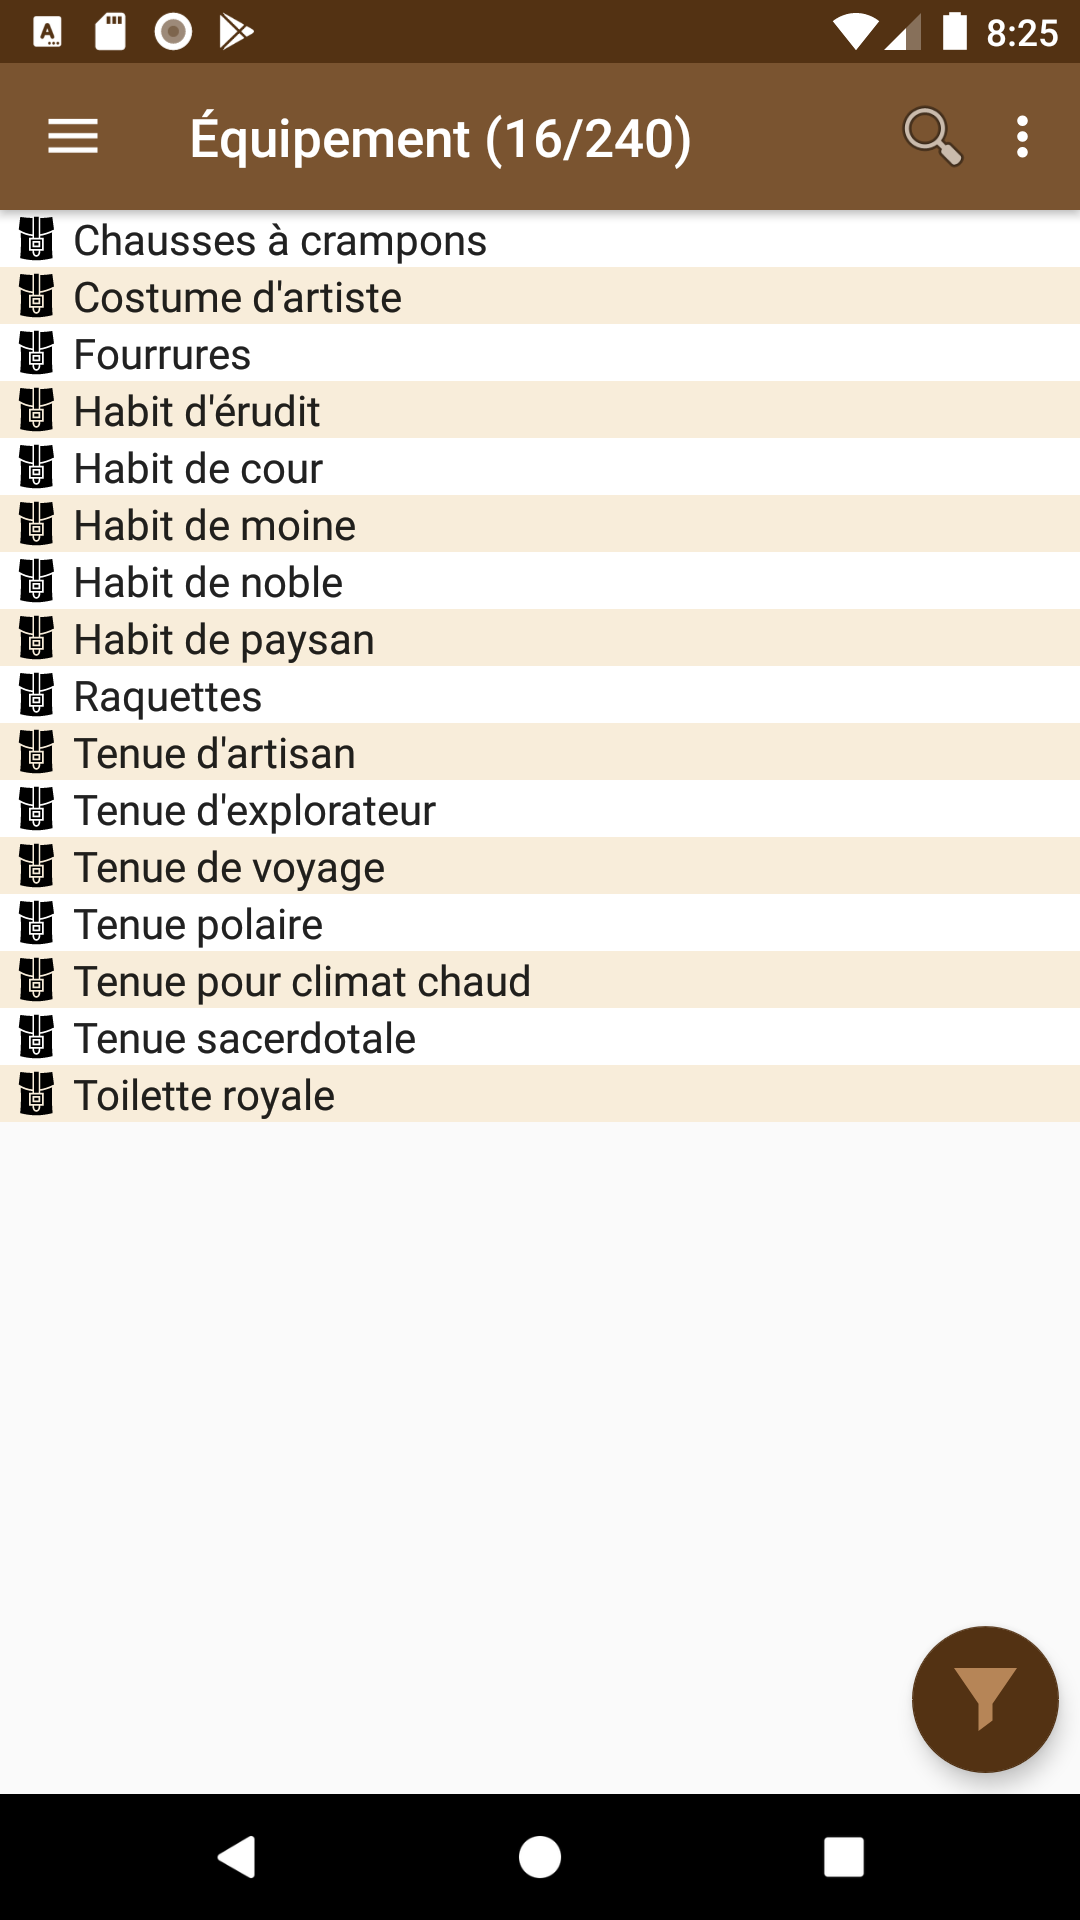 8:25
Équipement (16/240)
Chausses à crampons
Costume d'artiste
Fourrures
Habit d'érudit
Habit de cour
Habit de moine
Habit de noble
Habit de paysan
Raquettes
Tenue d'artisan
Tenue d'explorateur
Tenue de voyage
Tenue polaire
Tenue pour climat chaud
Tenue sacerdotale
Toilette royale